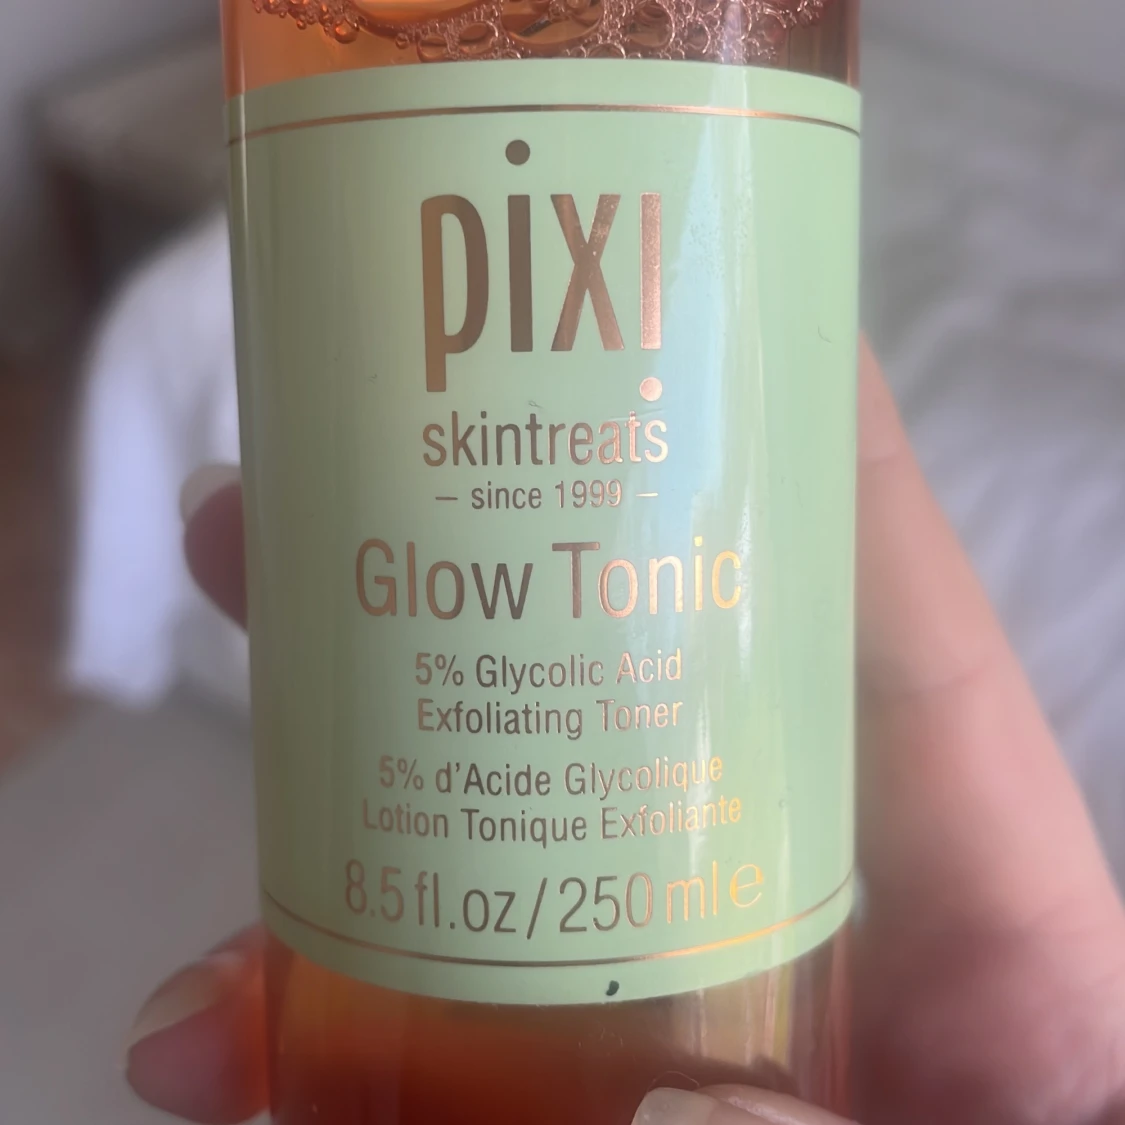 pixi
skintreats
– since 1999 –
Glow Tonic
5% Glycolic Acid
Exfoliating Toner
5% d'Acide Glycolique
Lotion Tonique Exfoliante
8.5 fl.oz/250 ml e